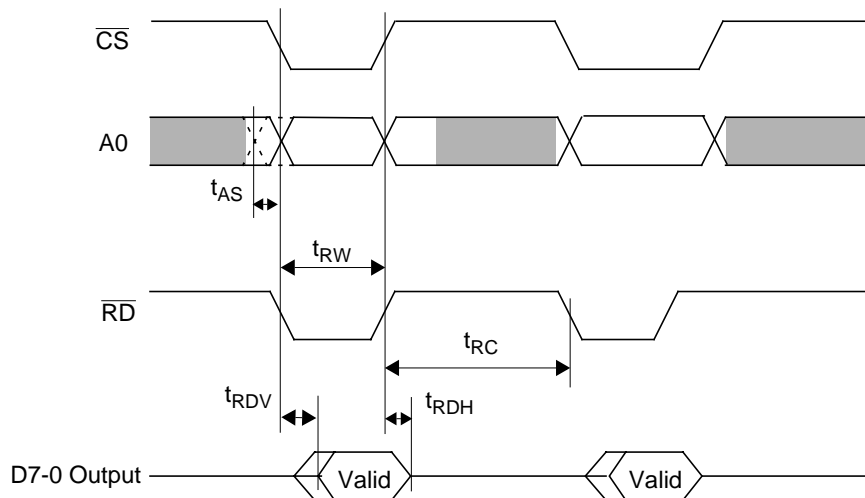 CS
A0
tAS
tRW
RD
tRC
tRDV
tRDH
D7-0 Output
Valid
Valid